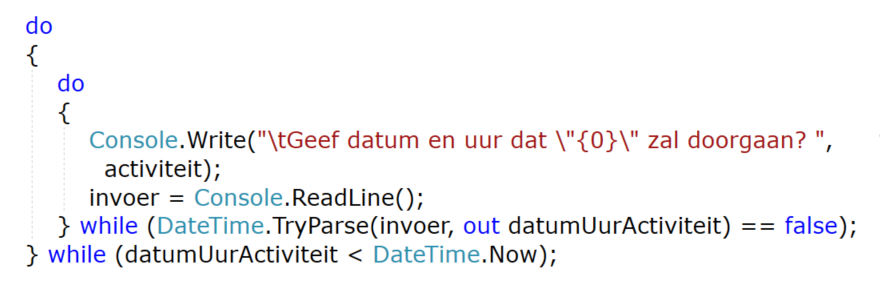 do
{
do
{
Console.Write("\tGeef datum en uur dat \"{0}\" zal doorgaan? ",
activiteit);
invoer = Console.ReadLine();
} while (DateTime.TryParse(invoer, out datumUurActiviteit) == false);
} while (datumUurActiviteit < DateTime.Now);